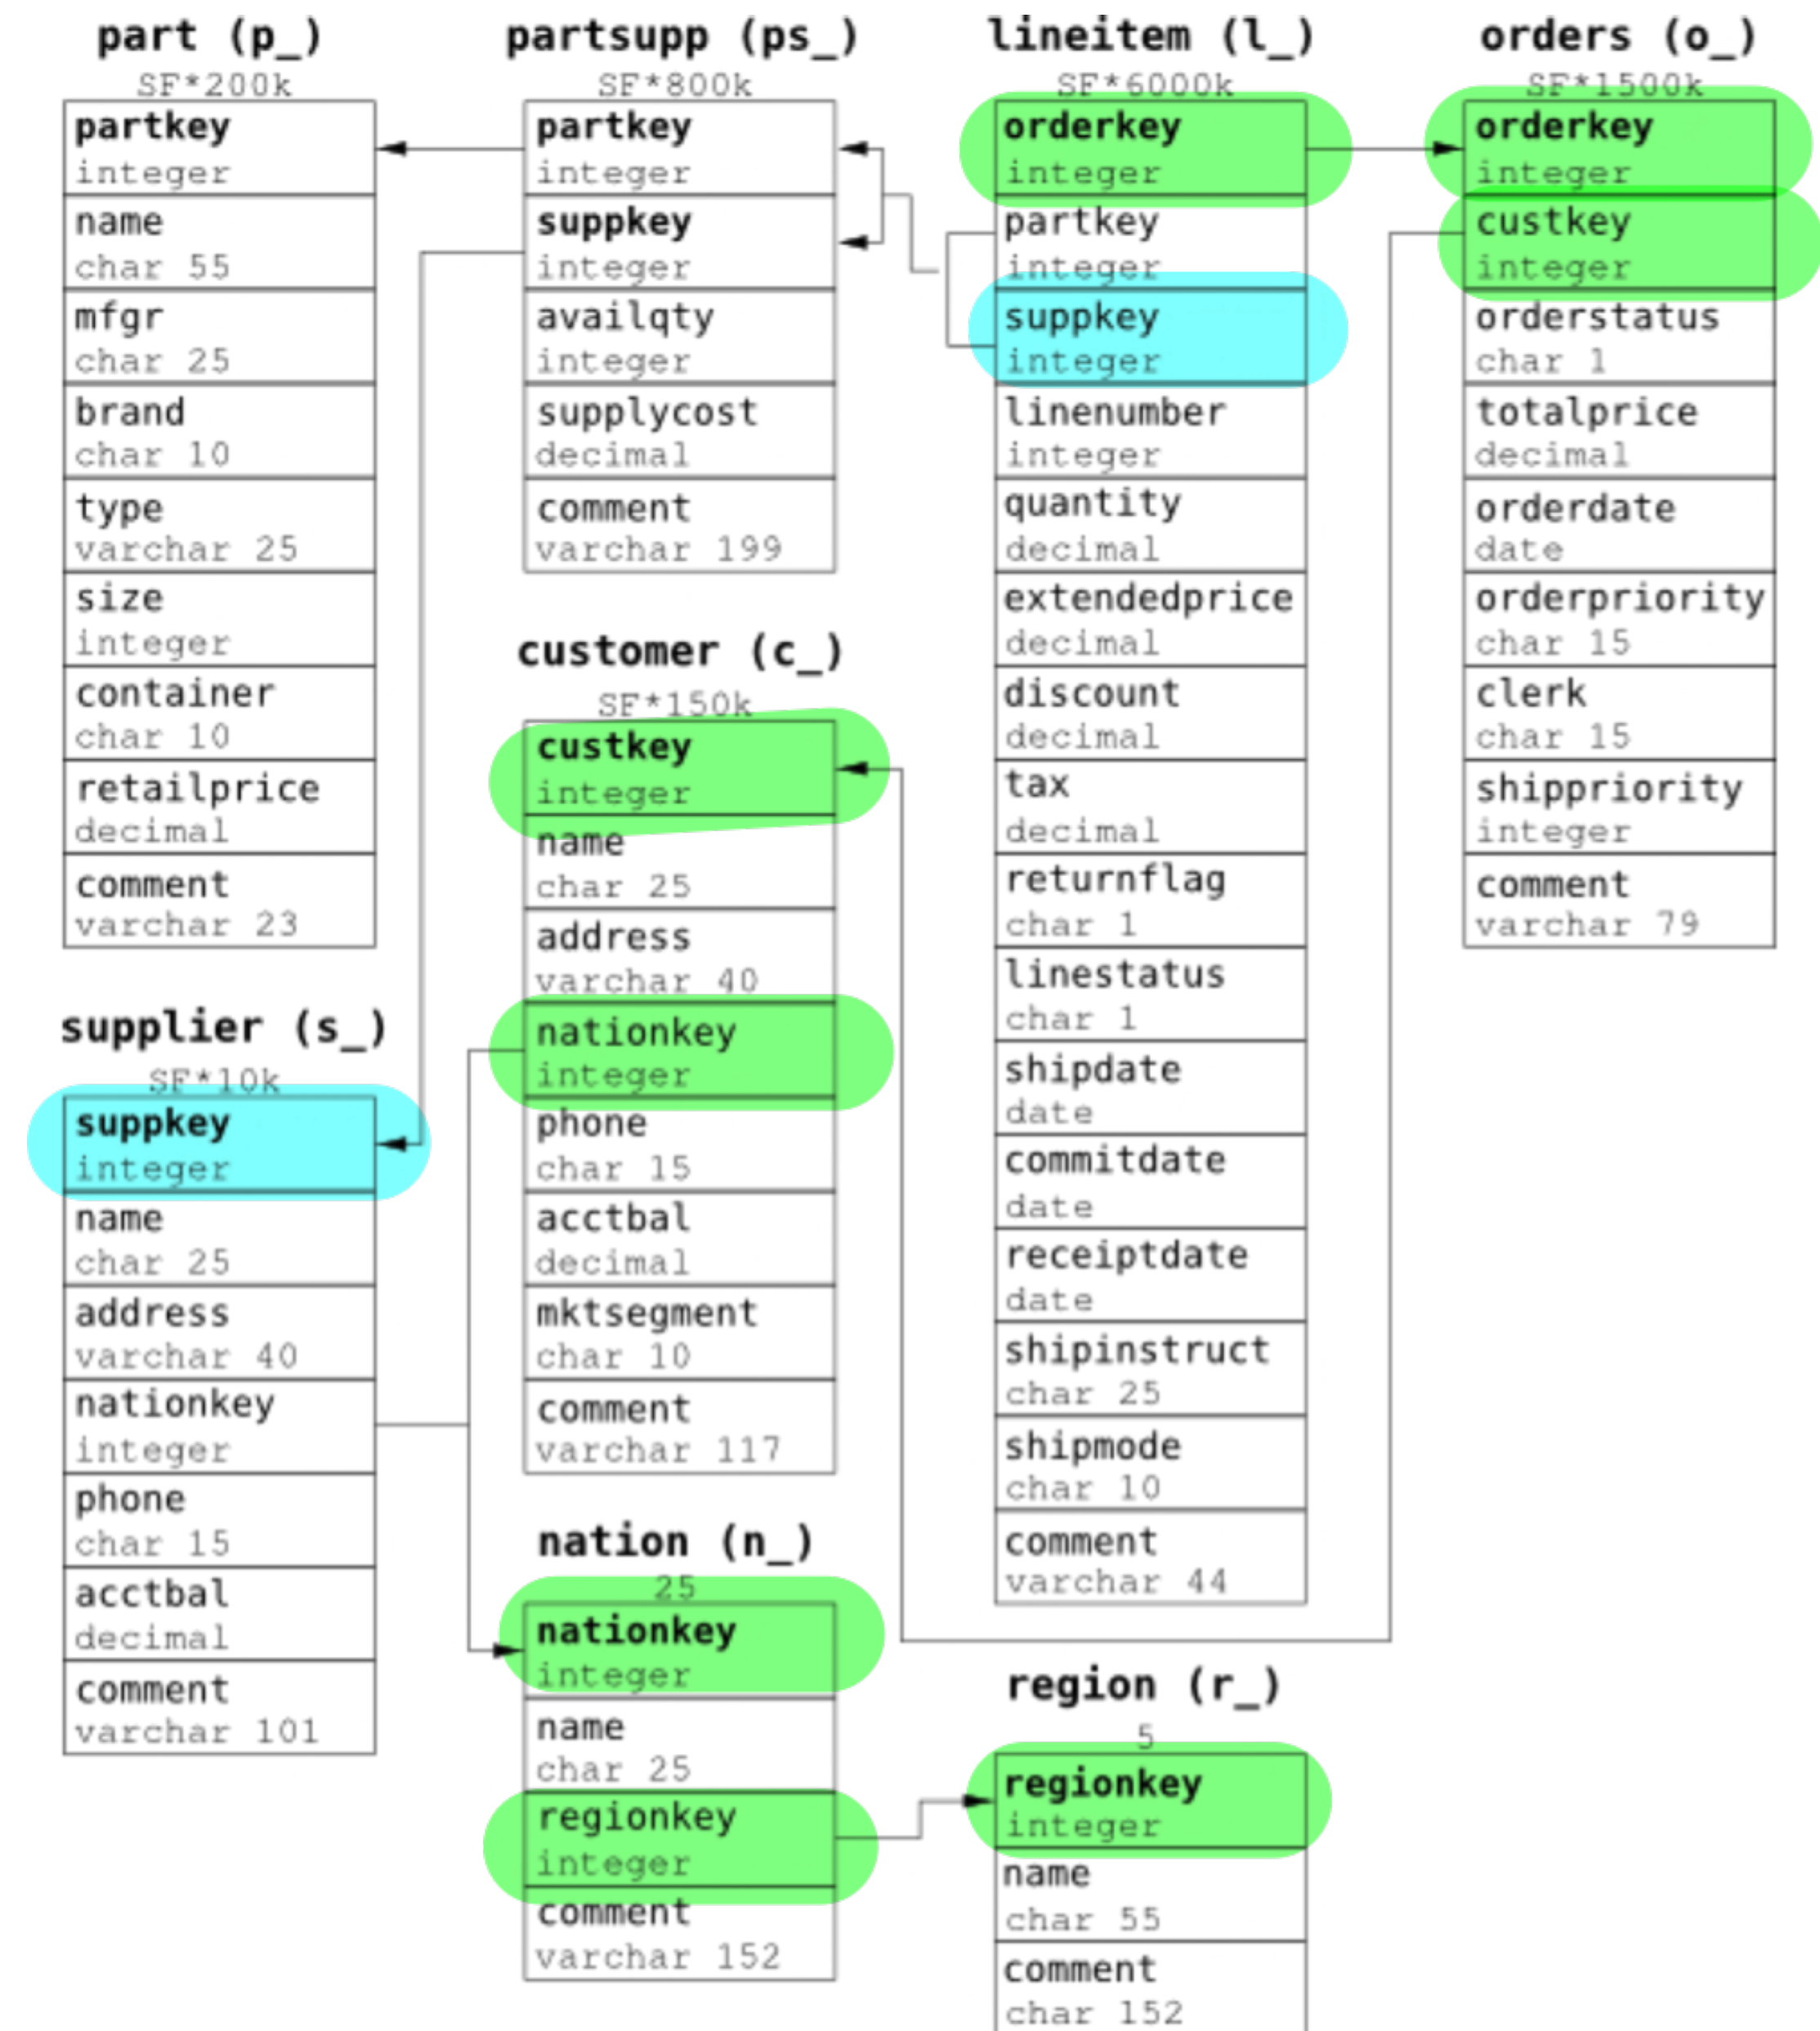 part (p_)
SF*200k
partkey
integer
name
char 55
mfgr
char 25
brand
char 10
type
varchar 25
size
integer
container
char 10
retailprice
decimal
comment
varchar 23
supplier (s_)
SF*10k
suppkey
integer
name
char 25
address
varchar 40
nationkey
integer
phone
char 15
acctbal
decimal
comment
varchar 101
partsupp (ps_)
SF*800k
partkey
integer
suppkey
integer
availqty
integer
supplycost
decimal
comment
varchar 199
customer (c_)
SF*150k
custkey
integer
name
char 25
address
varchar 40
nationkey
integer
phone
char 15
acctbal
decimal
mktsegment
char 10
comment
varchar 117
nation (n_)
25
nationkey
integer
name
char 25
regionkey
integer
comment
varchar 152
lineitem (l_)
SF*6000k
orderkey
integer
partkey
integer
suppkey
integer
linenumber
integer
quantity
decimal
extendedprice
decimal
discount
decimal
tax
decimal
returnflag
char 1
linestatus
char 1
shipdate
date
commitdate
date
receiptdate
date
shipinstruct
char 25
shipmode
char 10
comment
varchar 44
region (r_)
5
regionkey
integer
name
char 55
comment
char 152
orders (o_)
SF*1500k
orderkey
integer
custkey
integer
orderstatus
char 1
totalprice
decimal
orderdate
date
orderpriority
char 15
clerk
char 15
shippriority
integer
comment
varchar 79